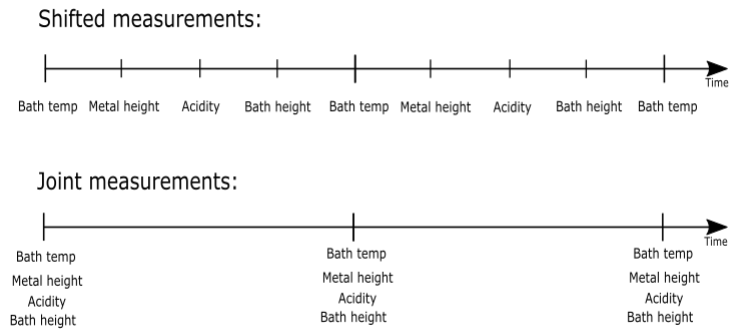 Shifted measurements:
Time
Bath temp Metal height Acidity Bath height Bath temp Metal height Acidity Bath height Bath temp
Joint measurements:
Time
Bath temp Bath temp Bath temp
Metal height Metal height Metal height
Acidity Acidity Acidity
Bath height Bath height Bath height